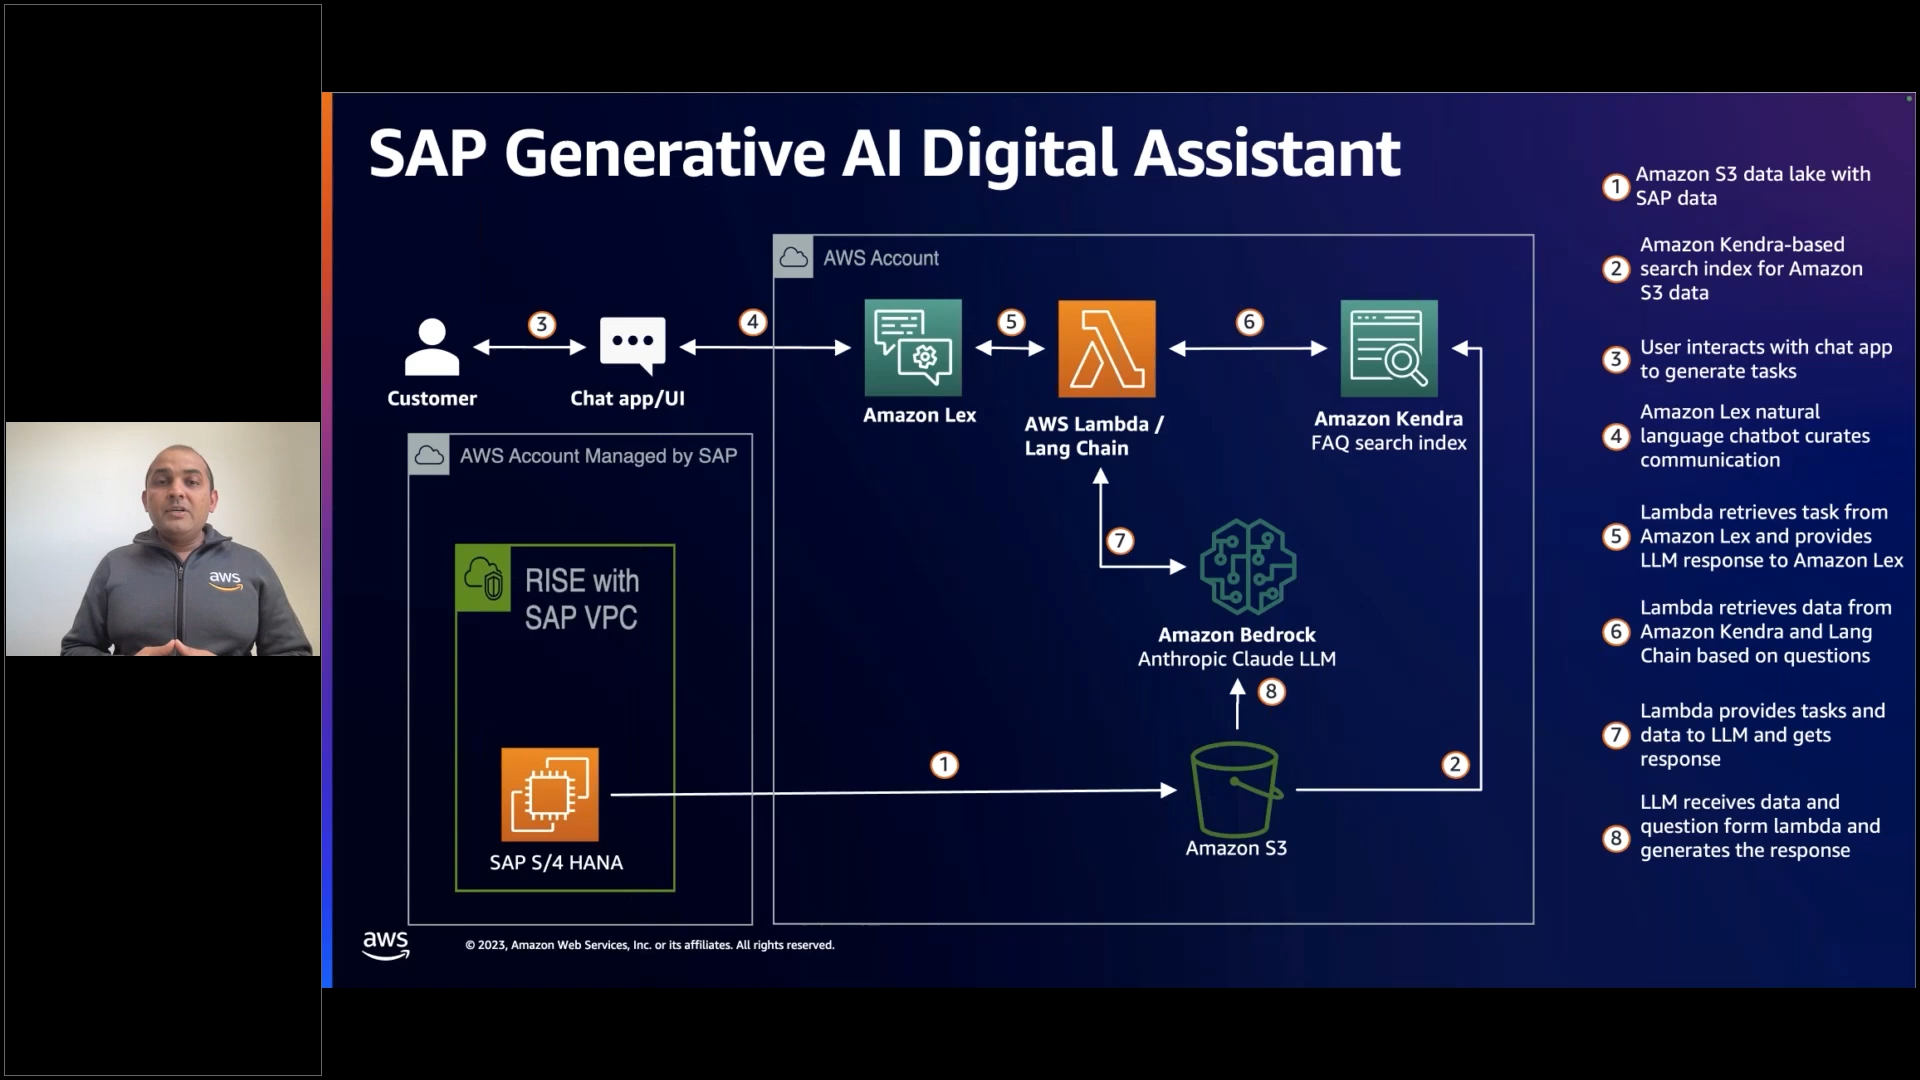 SAP Generative AI Digital Assistant
AWS Account
3
4
5
6
Customer
Chat app/UI
Amazon Lex
AWS Lambda /
Lang Chain
Amazon Kendra
FAQ search index
AWS Account Managed by SAP
RISE with
SAP VPC
7
Amazon Bedrock
Anthropic Claude LLM
8
1
2
SAP S/4 HANA
Amazon S3
1
Amazon S3 data lake with
SAP data
2
Amazon Kendra-based
search index for Amazon
S3 data
3
User interacts with chat app
to generate tasks
4
Amazon Lex natural
language chatbot curates
communication
5
Lambda retrieves task from
Amazon Lex and provides
LLM response to Amazon Lex
6
Lambda retrieves data from
Amazon Kendra and Lang
Chain based on questions
7
Lambda provides tasks and
data to LLM and gets
response
8
LLM receives data and
question form lambda and
generates the response
aws
© 2023, Amazon Web Services, Inc. or its affiliates. All rights reserved.
aws